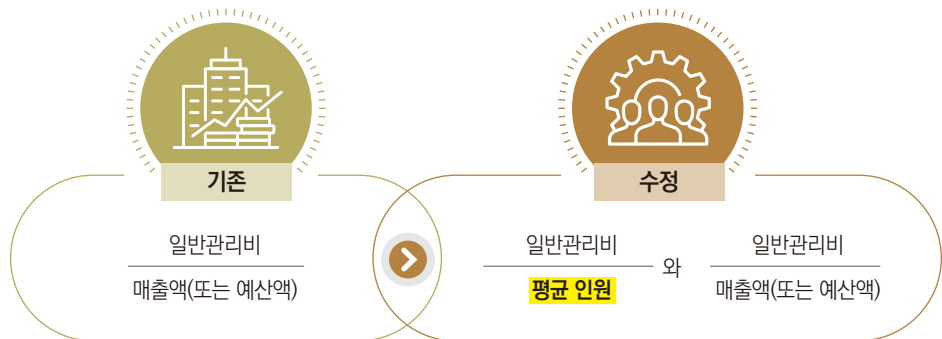 기존
수정
일반관리비
매출액(또는 예산액)
일반관리비
평균 인원
와
일반관리비
매출액(또는 예산액)